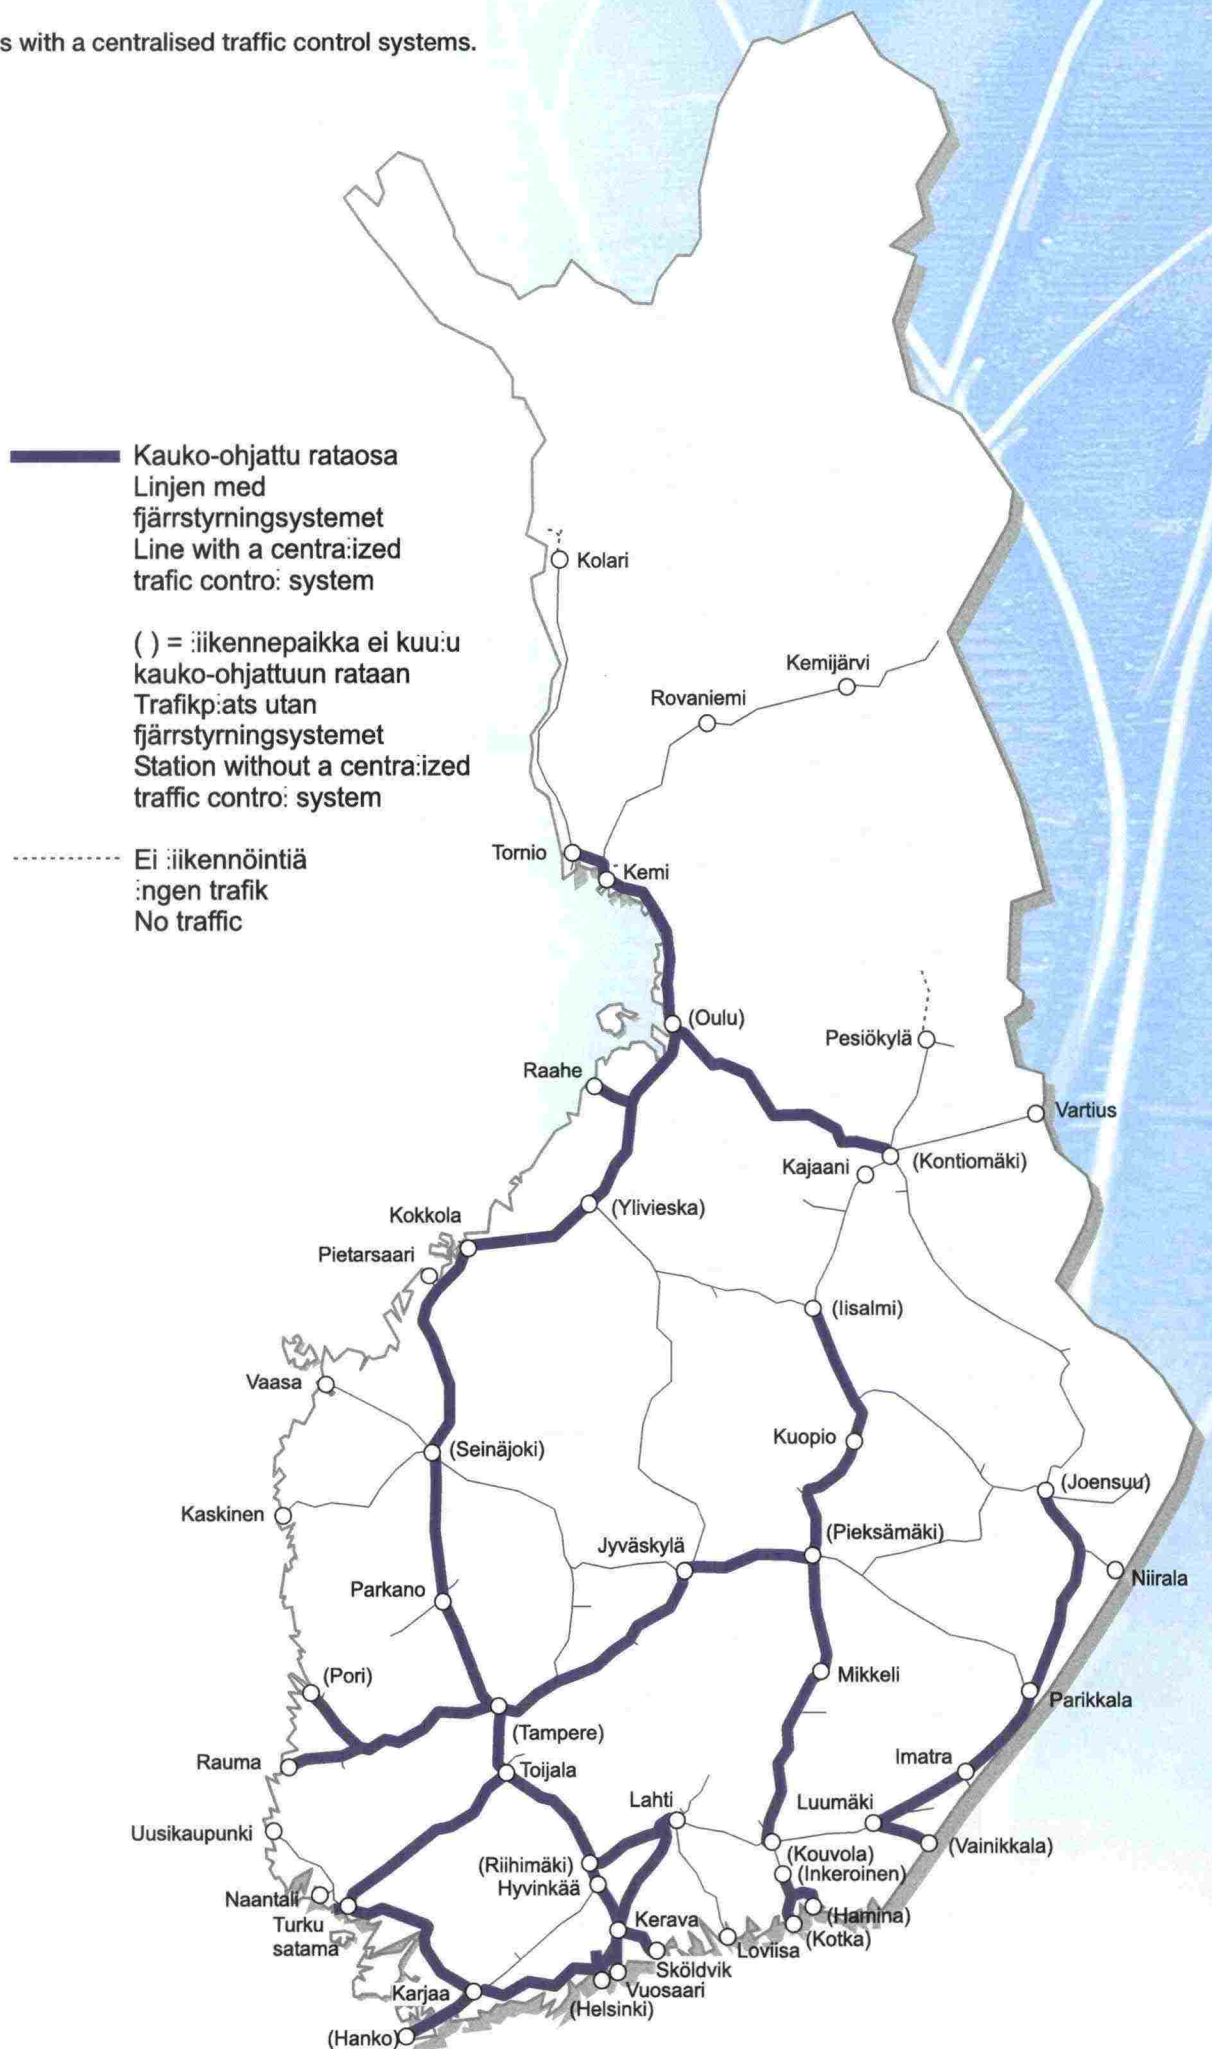 s with a centralised traffic control systems.
Kauko-ohjattu rataosa
Linjen med
fjärrstyrningsystemet
Line with a centra:ized
trafic contro: system
( ) = :iikennepaikka ei kuu:u
kauko-ohjattuun rataan
Trafikp:ats utan
fjärrstyrningsystemet
Station without a centra:ized
traffic contro: system
Ei :iikennöintiä
:ngen trafik
No traffic
Kolari
Kemijärvi
Rovaniemi
Tornio
Kemi
(Oulu)
Pesiökylä
Raahe
Vartius
Kajaani
(Kontiomäki)
(Ylivieska)
Kokkola
Pietarsaari
(Iisalmi)
Vaasa
Kuopio
(Seinäjoki)
(Joensuu)
Kaskinen
(Pieksämäki)
Jyväskylä
Niirala
Parkano
Mikkeli
(Pori)
Parikkala
(Tampere)
Rauma
Imatra
Toijala
Lahti
Luumäki
Uusikaupunki
(Kouvola)
(Vainikkala)
(Riihimäki)
(Inkeroinen)
Hyvinkää
Naantali
Turku
satama
Kerava
(Hamina)
(Kotka)
Loviisa
Sköldvik
Vuosaari
Karjaa
(Helsinki)
(Hanko)